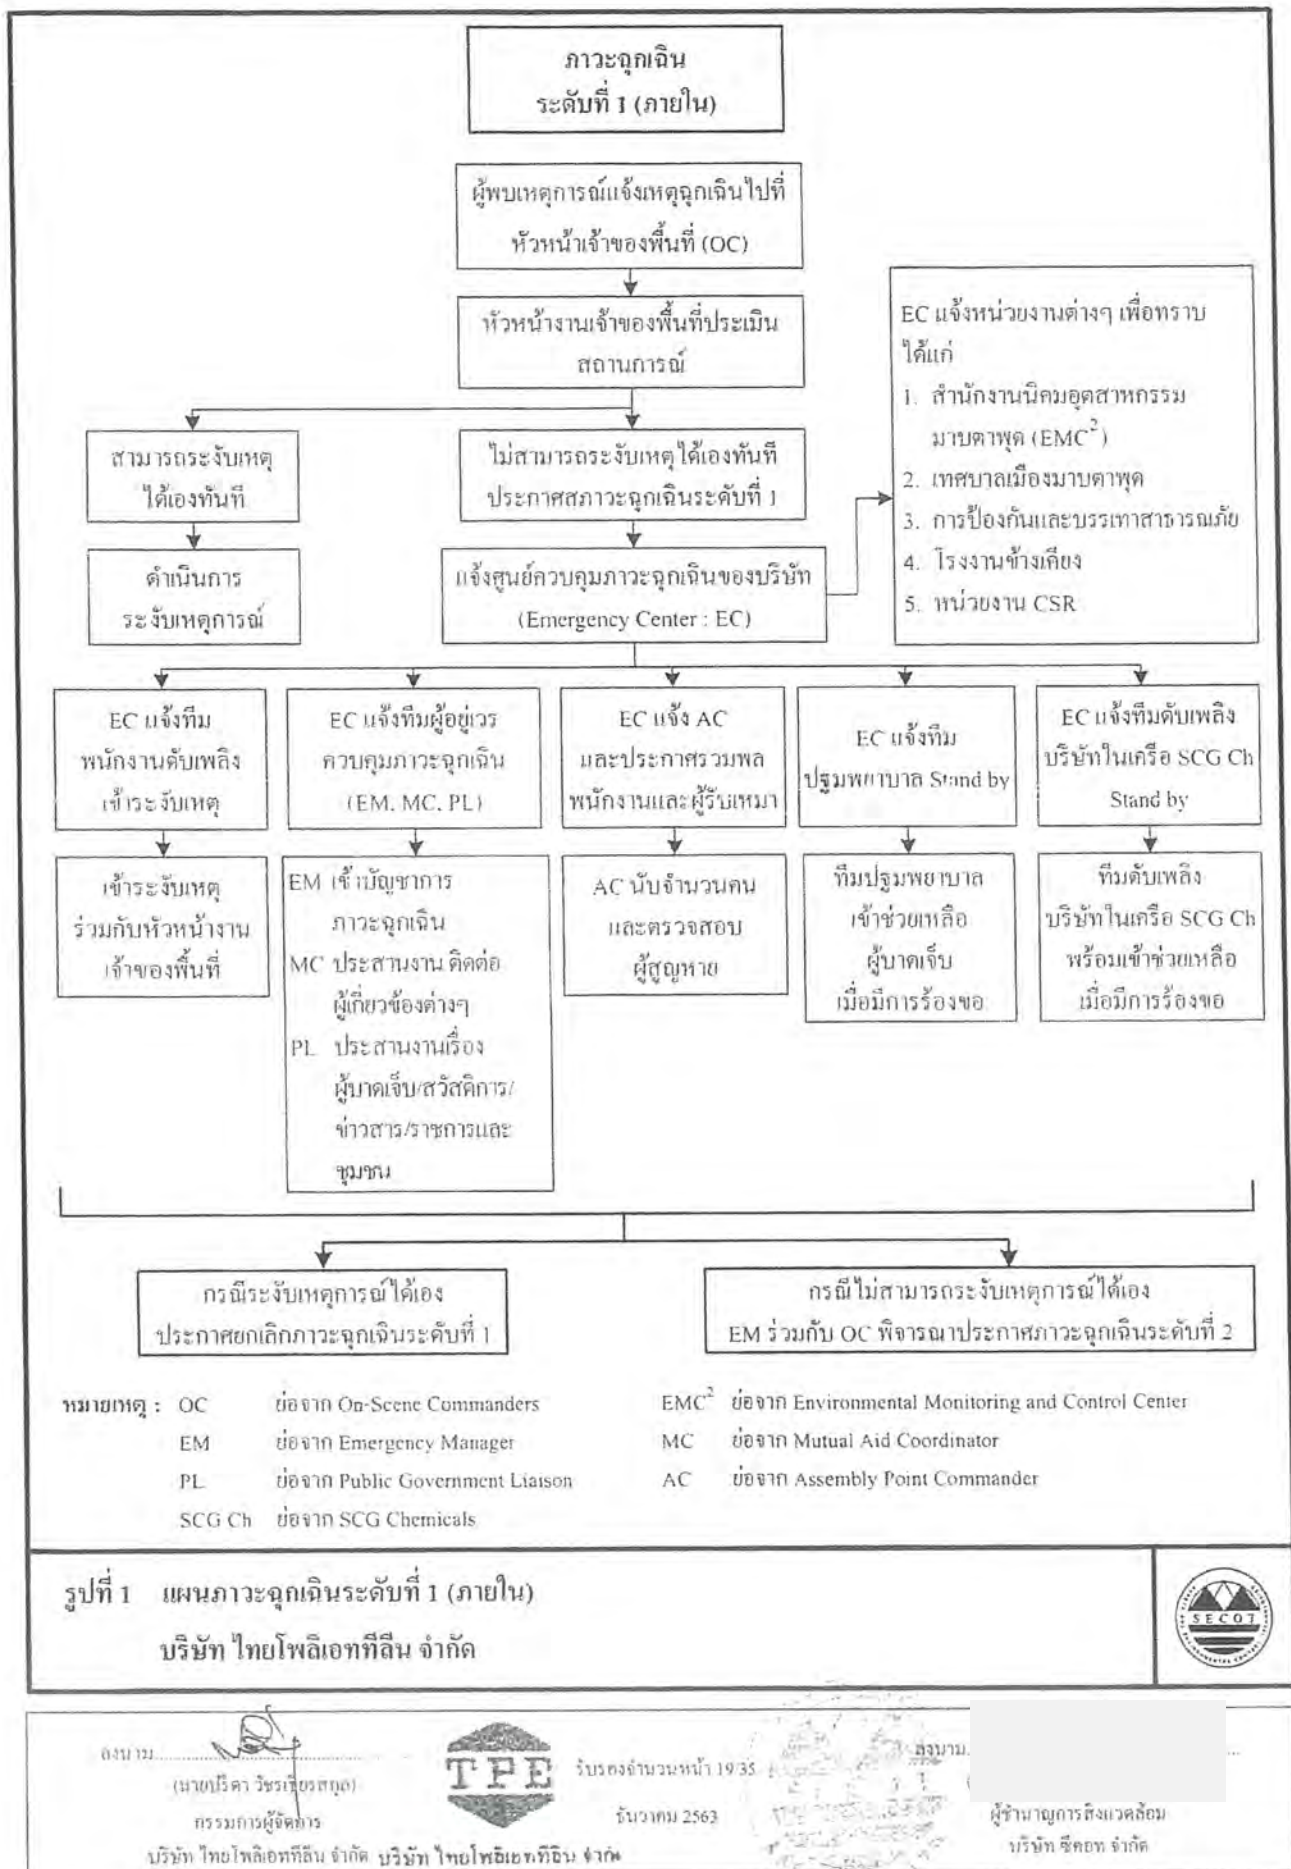 ภาวะฉุกเฉิน
ระดับที่ 1 (ภายใน)
ผู้พบเหตุการณ์แจ้งเหตุฉุกเฉินไปที่
หัวหน้าเจ้าของพื้นที่ (OC)
หัวหน้างานเจ้าของพื้นที่ประเมิน
สถานการณ์
EC แจ้งหน่วยงานต่างๆ เพื่อทราบ
ได้แก่
1. สำนักงานนิคมอุตสาหกรรม
มาบตาพุด (EMC²)
2. เทศบาลเมืองมาบตาพุด
3. การป้องกันและบรรเทาสาธารณภัย
4. โรงงานข้างเคียง
5. หน่วยงาน CSR
สามารถระงับเหตุ
ได้เองทันที
ไม่สามารถระงับเหตุได้เองทันที
ประกาศสภาวะฉุกเฉินระดับที่ 1
ดำเนินการ
ระงับเหตุการณ์
แจ้งศูนย์ควบคุมภาวะฉุกเฉินของบริษัท
(Emergency Center : EC)
EC แจ้งทีม
พนักงานดับเพลิง
เข้าระงับเหตุ
EC แจ้งทีมผู้อยู่เวร
ควบคุมภาวะฉุกเฉิน
(EM, MC, PL)
EC แจ้ง AC
และประกาศรวมพล
พนักงานและผู้รับเหมา
EC แจ้งทีม
ปฐมพยาบาล Stand by
EC แจ้งทีมดับเพลิง
บริษัทในเครือ SCG Ch
Stand by
เข้าระงับเหตุ
ร่วมกับหัวหน้างาน
เจ้าของพื้นที่
EM เข้าบัญชาการ
ภาวะฉุกเฉิน
MC ประสานงาน ติดต่อ
ผู้เกี่ยวข้องต่างๆ
PL ประสานงานเรื่อง
ผู้บาดเจ็บ/สวัสดิการ/
ข่าวสาร/ราชการและ
ชุมชน
AC นับจำนวนคน
และตรวจสอบ
ผู้สูญหาย
ทีมปฐมพยาบาล
เข้าช่วยเหลือ
ผู้บาดเจ็บ
เมื่อมีการร้องขอ
ทีมดับเพลิง
บริษัทในเครือ SCG Ch
พร้อมเข้าช่วยเหลือ
เมื่อมีการร้องขอ
กรณีระงับเหตุการณ์ได้เอง
ประกาศยกเลิกภาวะฉุกเฉินระดับที่ 1
กรณีไม่สามารถระงับเหตุการณ์ได้เอง
EM ร่วมกับ OC พิจารณาประกาศภาวะฉุกเฉินระดับที่ 2
หมายเหตุ : OC ย่อจาก On-Scene Commanders
EMC² ย่อจาก Environmental Monitoring and Control Center
EM ย่อจาก Emergency Manager
MC ย่อจาก Mutual Aid Coordinator
PL ย่อจาก Public Government Liaison
AC ย่อจาก Assembly Point Commander
SCG Ch ย่อจาก SCG Chemicals
รูปที่ 1 แผนภาวะฉุกเฉินระดับที่ 1 (ภายใน)
บริษัท ไทยโพลิเอททีลีน จำกัด
SECOT
ลงนาม
TPE
รับรองจำนวนหน้า 19/35
ลงนาม
กรรมการผู้จัดการ
ธันวาคม 2563
ผู้ชำนาญการสิ่งแวดล้อม
บริษัท ไทยโพลิเอททีลีน จำกัด บริษัท ไทยโพลิเอททีลีน จำกัด
บริษัท ซีคอท จำกัด